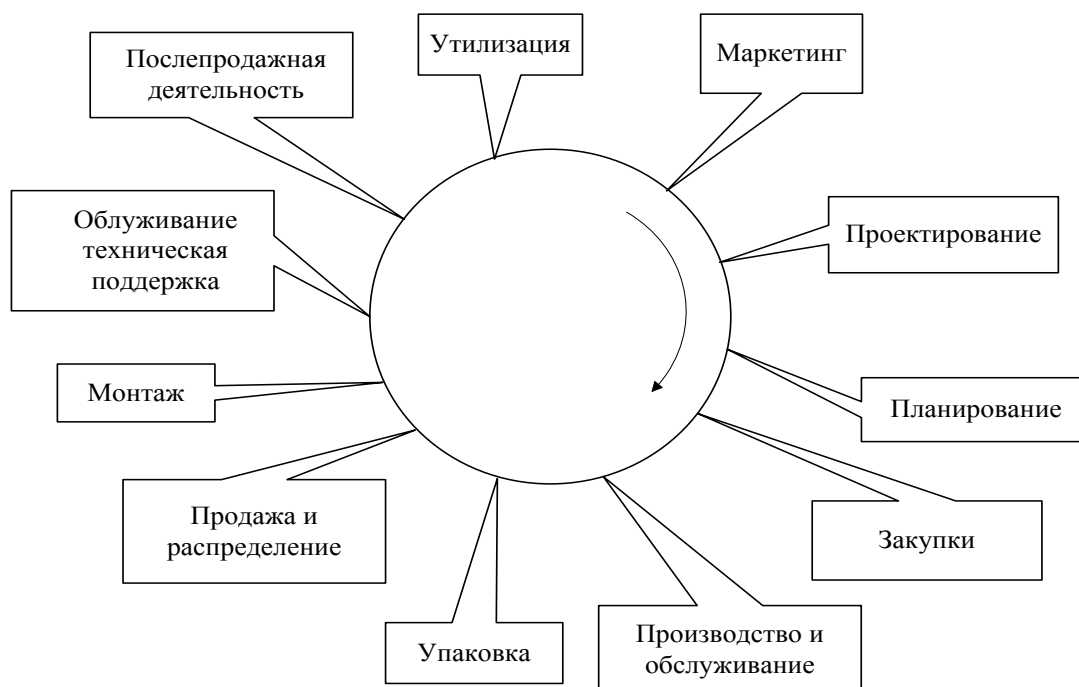 Утилизация
Маркетинг
Послепродажная
деятельность
Проектирование
Облуживание
техническая
поддержка
Монтаж
Планирование
Продажа и
распределение
Закупки
Упаковка
Производство и
обслуживание